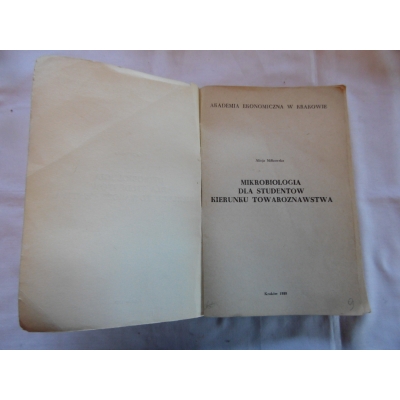 AKADEMIA EKONOMICZNA W KRAKOWIE
MIKROBIOLOGIA
DLA STUDENTÓW
KIERUNKU TOWAROZNAWSTWA
Kraków